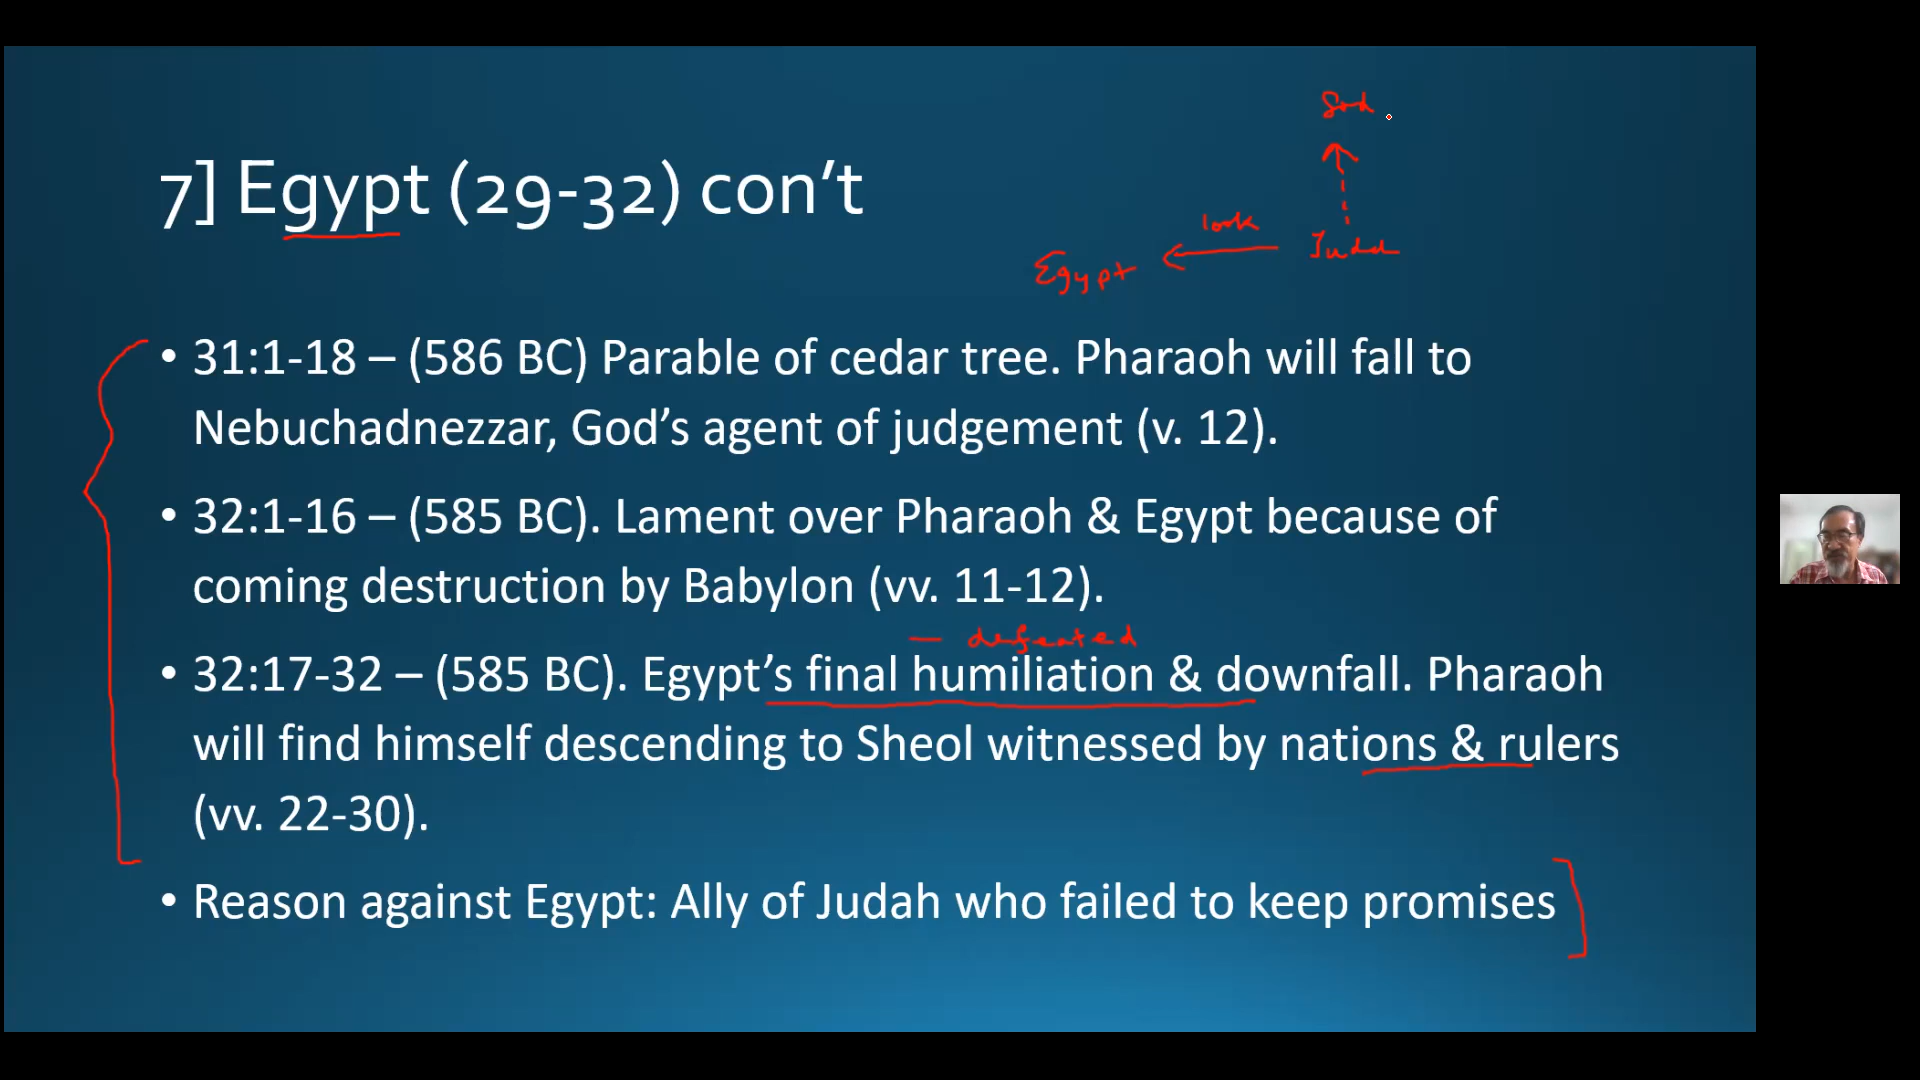 God
7] Egypt (29-32) con’t
look
Judah
Egypt
• 31:1-18 – (586 BC) Parable of cedar tree. Pharaoh will fall to
Nebuchadnezzar, God’s agent of judgement (v. 12).
• 32:1-16 – (585 BC). Lament over Pharaoh & Egypt because of
coming destruction by Babylon (vv. 11-12).
— defeated
• 32:17-32 – (585 BC). Egypt’s final humiliation & downfall. Pharaoh
will find himself descending to Sheol witnessed by nations & rulers
(vv. 22-30).
• Reason against Egypt: Ally of Judah who failed to keep promises